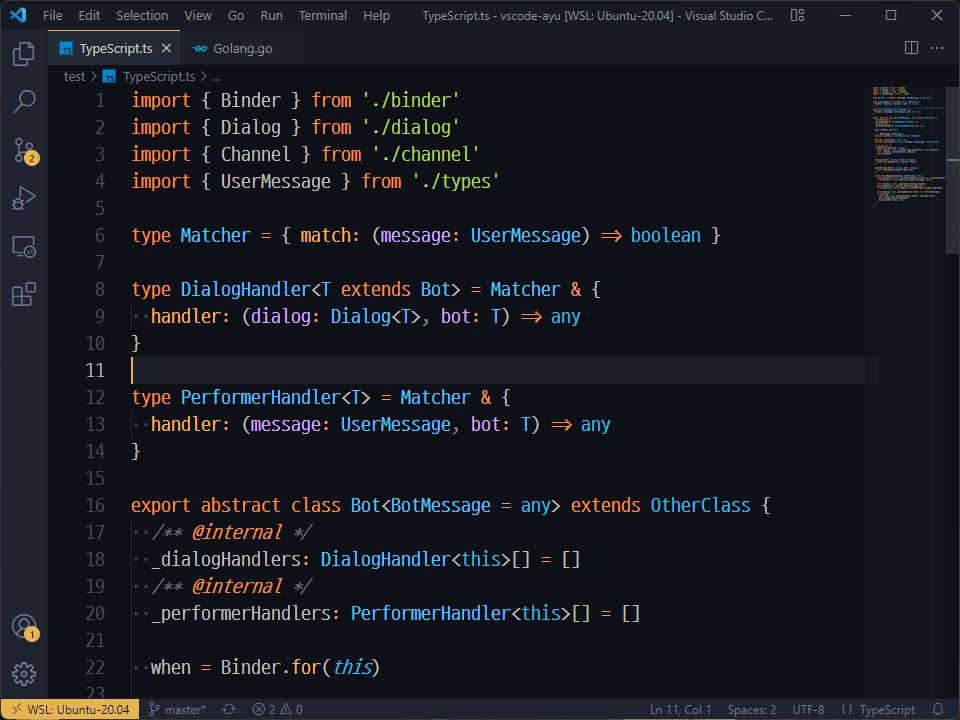 File Edit Selection View Go Run Terminal Help TypeScript.ts - vscode-ayu [WSL: Ubuntu-20.04] - Visual Studio C...
TS TypeScript.ts Golang.go
test > TS TypeScript.ts > ...
1 import { Binder } from './binder'
2 import { Dialog } from './dialog'
3 import { Channel } from './channel'
4 import { UserMessage } from './types'
5
6 type Matcher = { match: (message: UserMessage) => boolean }
7
8 type DialogHandler<T extends Bot> = Matcher & {
9 ··handler: (dialog: Dialog<T>, bot: T) => any
10 }
11
12 type PerformerHandler<T> = Matcher & {
13 ··handler: (message: UserMessage, bot: T) => any
14 }
15
16 export abstract class Bot<BotMessage = any> extends OtherClass {
17 ··/** @internal */
18 ··_dialogHandlers: DialogHandler<this>[] = []
19 ··/** @internal */
20 ··_performerHandlers: PerformerHandler<this>[] = []
21
22 ··when = Binder.for(this)
23
2
1
WSL: Ubuntu-20.04 master* 2 0 Ln 11, Col 1 Spaces: 2 UTF-8 {} TypeScript